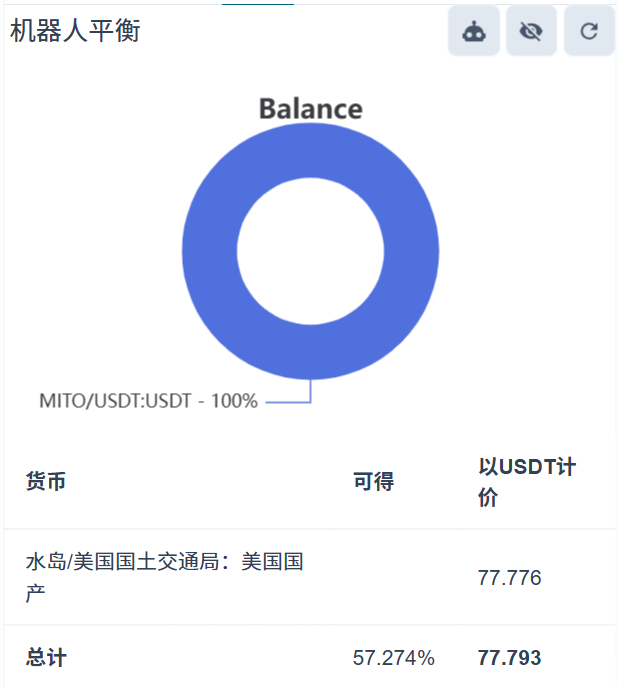 机器人平衡
Balance
MITO/USDT:USDT - 100%
货币 可得 以USDT计
价
水岛/美国国土交通局：美国国
产 77.776
总计 57.274% 77.793